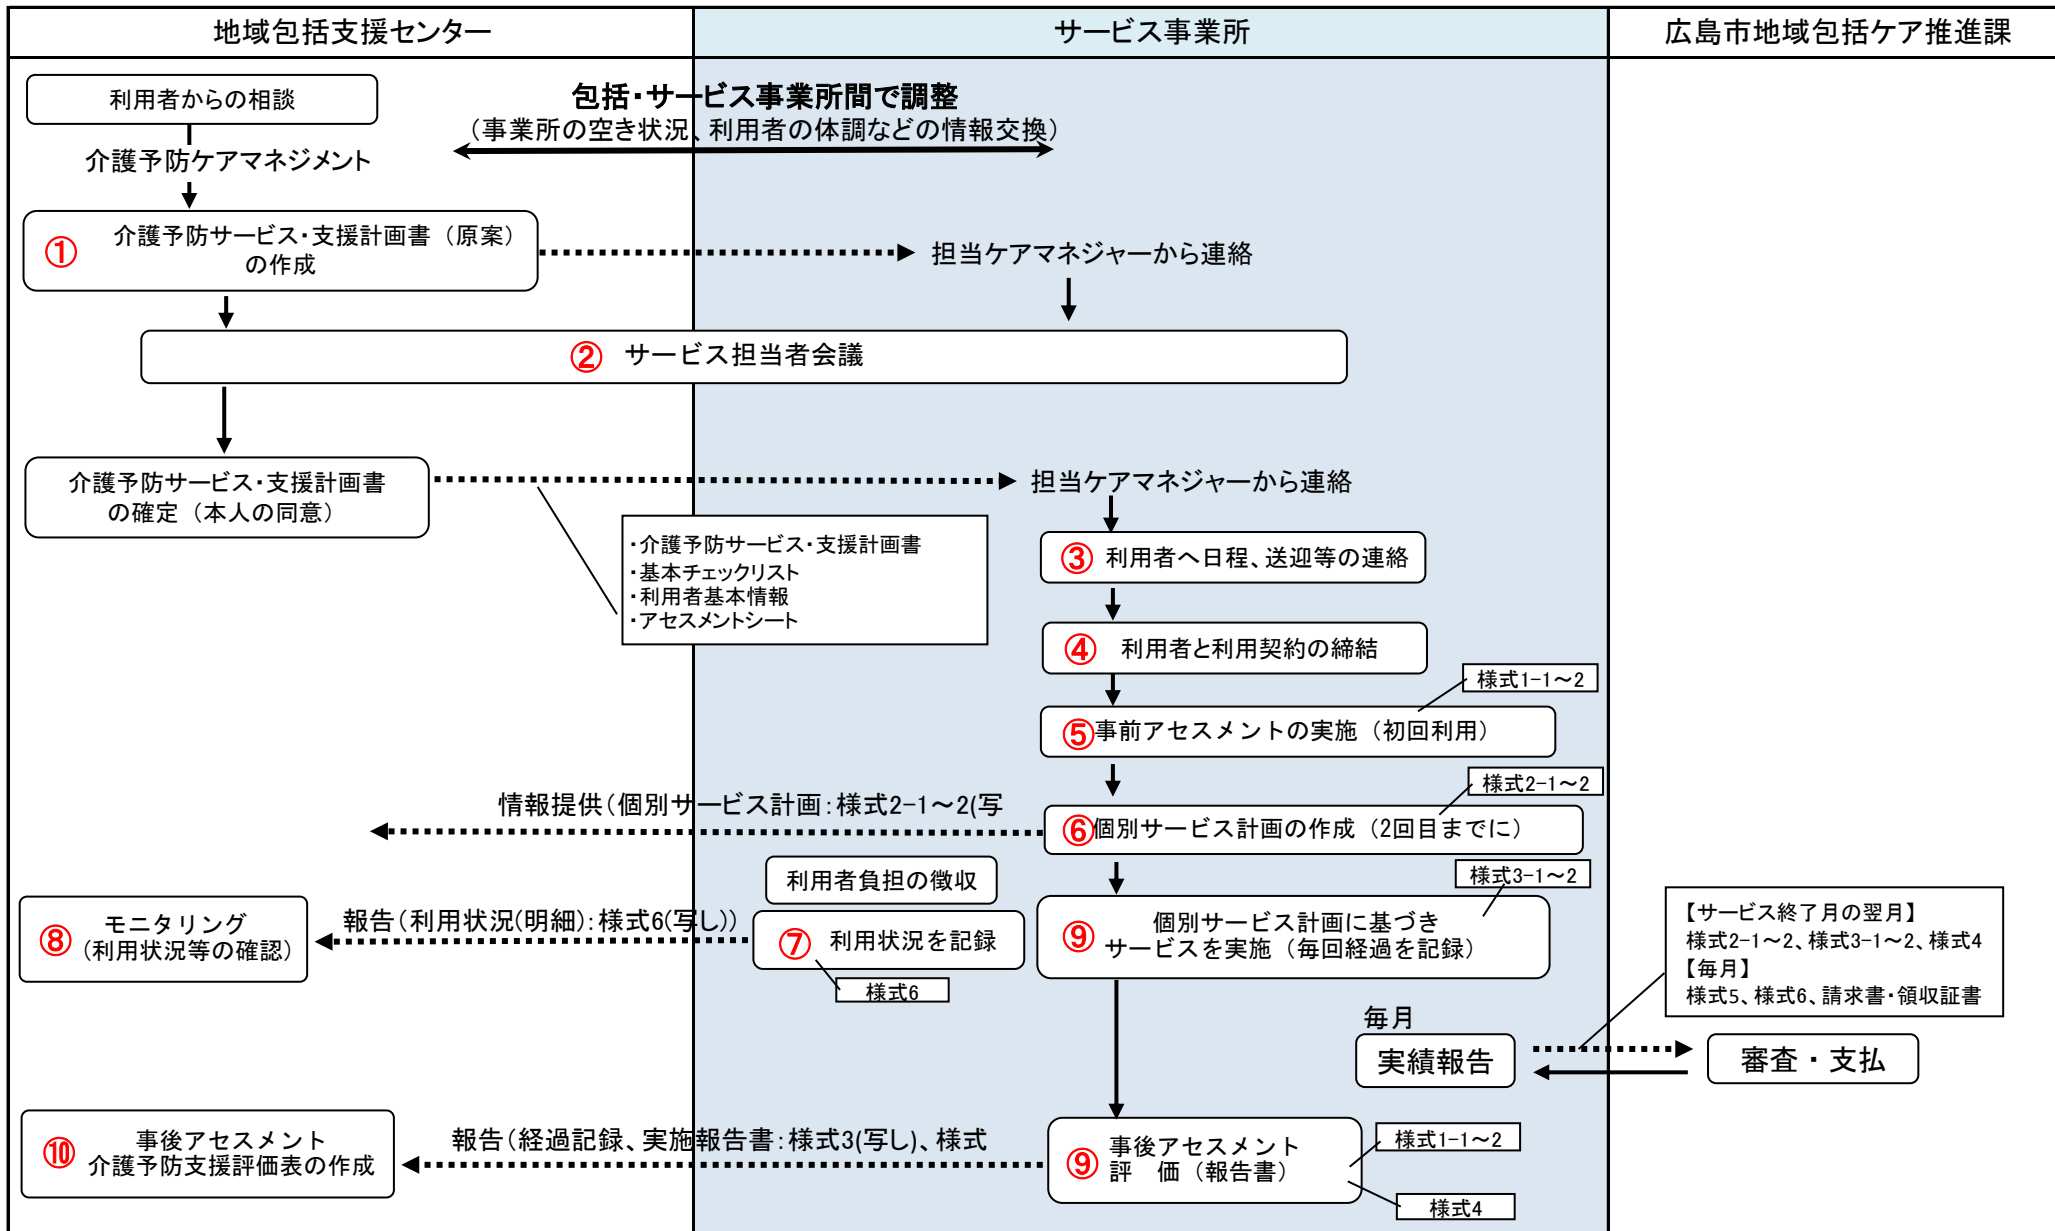 地域包括支援センター
サービス事業所
広島市地域包括ケア推進課
利用者からの相談
包括・サービス事業所間で調整
（事業所の空き状況、利用者の体調などの情報交換）
介護予防ケアマネジメント
① 介護予防サービス・支援計画書（原案）
の作成
担当ケアマネジャーから連絡
② サービス担当者会議
介護予防サービス・支援計画書
の確定（本人の同意）
担当ケアマネジャーから連絡
・介護予防サービス・支援計画書
・基本チェックリスト
・利用者基本情報
・アセスメントシート
③ 利用者へ日程、送迎等の連絡
④ 利用者と利用契約の締結
様式1-1～2
⑤ 事前アセスメントの実施（初回利用）
様式2-1～2
情報提供（個別サービス計画：様式2-1～2(写
⑥ 個別サービス計画の作成（2回目までに）
利用者負担の徴収
様式3-1～2
⑧ モニタリング
（利用状況等の確認）
報告（利用状況(明細)：様式6(写し)）
⑦ 利用状況を記録
様式6
⑨ 個別サービス計画に基づき
サービスを実施（毎回経過を記録）
【サービス終了月の翌月】
様式2-1～2、様式3-1～2、様式4
【毎月】
様式5、様式6、請求書・領収証書
毎月
実績報告
審査・支払
⑩ 事後アセスメント
介護予防支援評価表の作成
報告（経過記録、実施報告書：様式3(写し)、様式
⑨ 事後アセスメント
評　価（報告書）
様式1-1～2
様式4